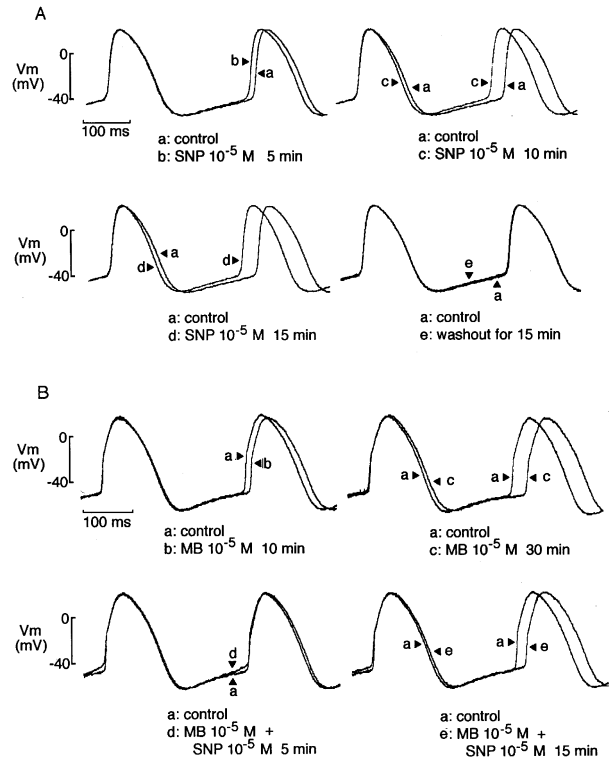 A
0
Vm
(mV)
-40
100 ms
b
a
a: control
b: SNP 10-5 M 5 min
c
a
c
a
a: control
c: SNP 10-5 M 10 min
0
Vm
(mV)
-40
a
d
d
a: control
d: SNP 10-5 M 15 min
e
a
a: control
e: washout for 15 min
B
0
Vm
(mV)
-40
100 ms
a
b
a: control
b: MB 10-5 M 10 min
a
c
a
c
a: control
c: MB 10-5 M 30 min
0
Vm
(mV)
-40
d
a
a: control
d: MB 10-5 M +
SNP 10-5 M 5 min
a
e
a
e
a: control
e: MB 10-5 M +
SNP 10-5 M 15 min